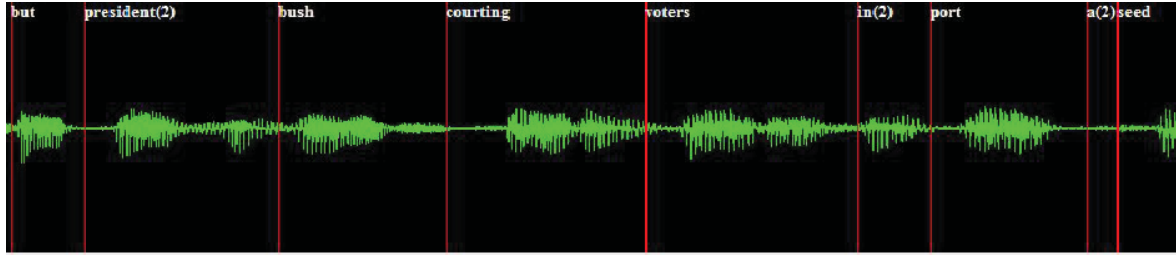 but president(2) bush courting voters in(2) port a(2) seed